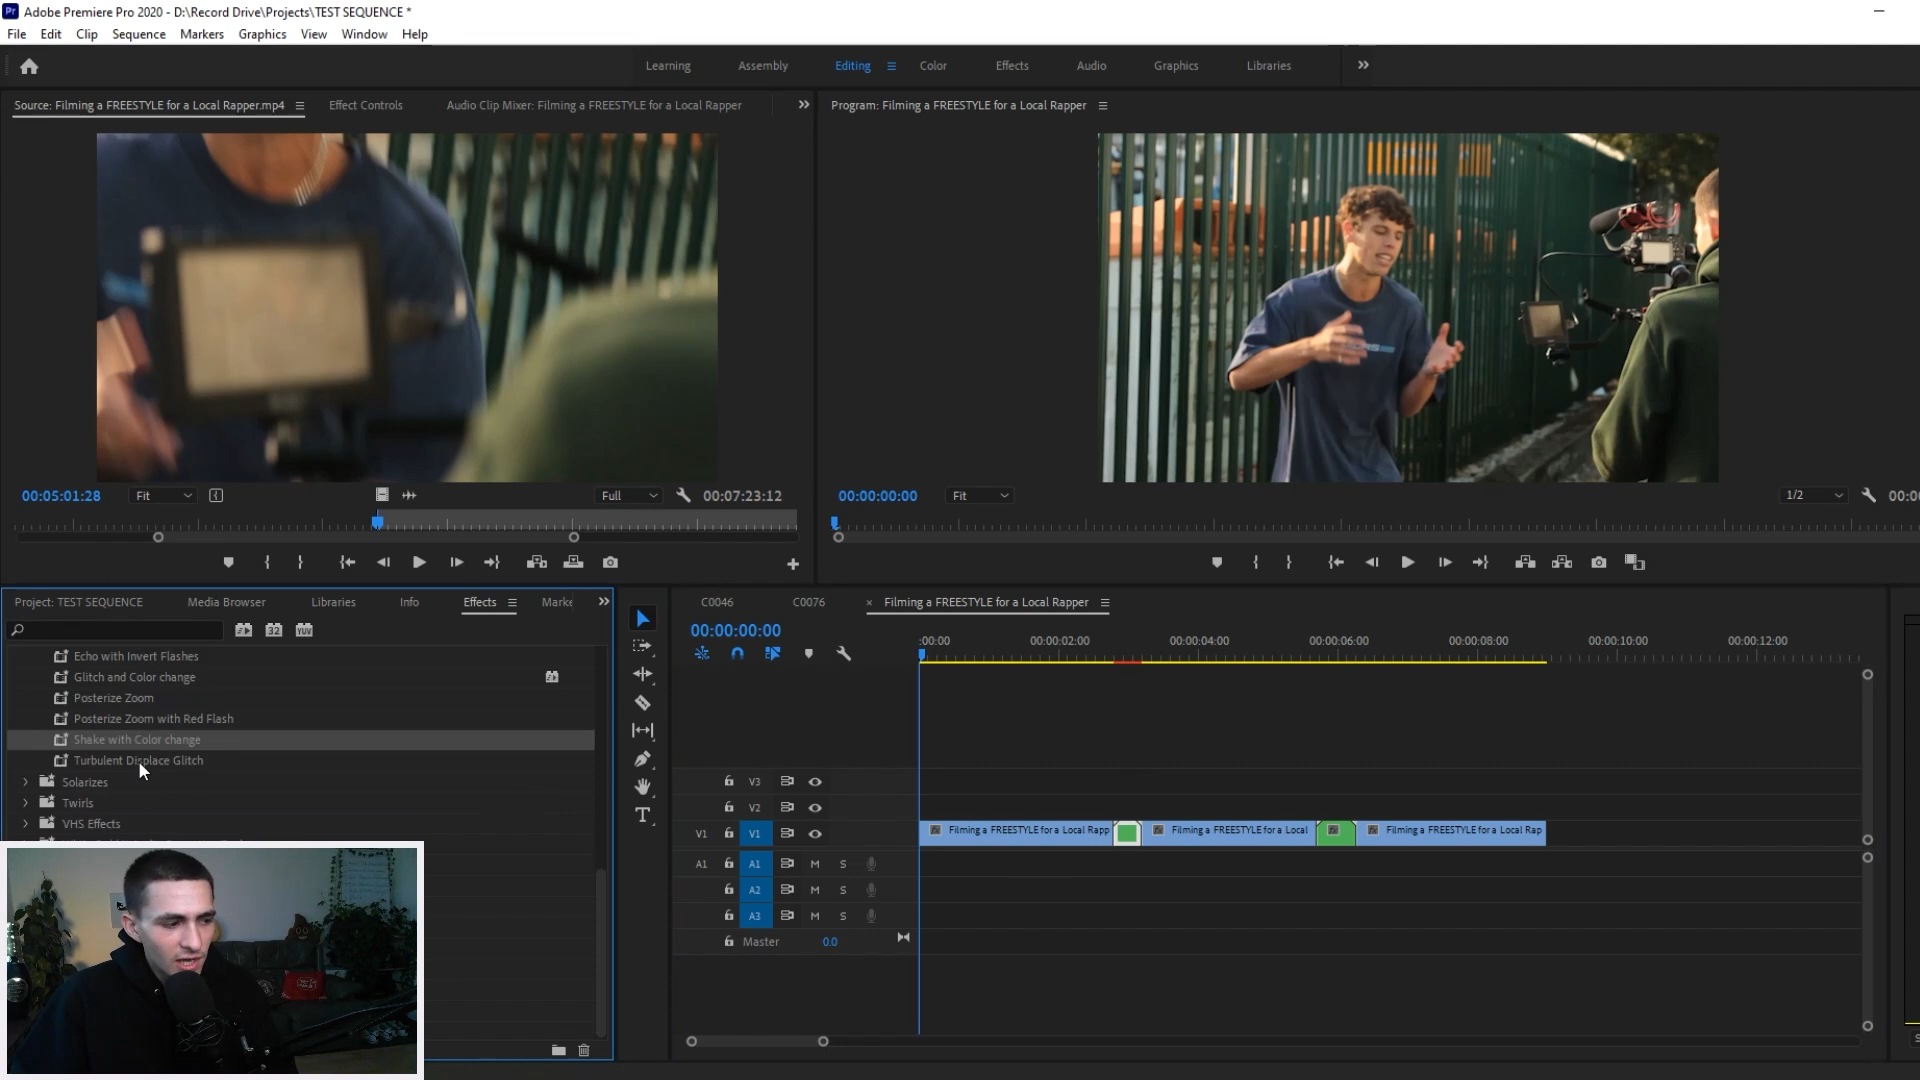 Pr Adobe Premiere Pro 2020 - D:\Record Drive\Projects\TEST SEQUENCE *
File Edit Clip Sequence Markers Graphics View Window Help
Learning Assembly Editing Color Effects Audio Graphics Libraries
Source: Filming a FREESTYLE for a Local Rapper.mp4 Effect Controls Audio Clip Mixer: Filming a FREESTYLE for a Local Rapper
Program: Filming a FREESTYLE for a Local Rapper
00:05:01:28 Fit Full 00:07:23:12
00:00:00:00 Fit 1/2 00:0
Project: TEST SEQUENCE Media Browser Libraries Info Effects Marke
32 YUV
Echo with Invert Flashes
Glitch and Color change
Posterize Zoom
Posterize Zoom with Red Flash
Shake with Color change
Turbulent Displace Glitch
Solarizes
Twirls
VHS Effects
T
C0046 C0076 × Filming a FREESTYLE for a Local Rapper
00:00:00:00
:00:00 00:00:02:00 00:00:04:00 00:00:06:00 00:00:08:00 00:00:10:00 00:00:12:00
V3
V2
V1 V1 fx Filming a FREESTYLE for a Local Rapp fx Filming a FREESTYLE for a Local fx fx Filming a FREESTYLE for a Local Rap
A1 A1 M S
A2 M S
A3 M S
Master 0.0